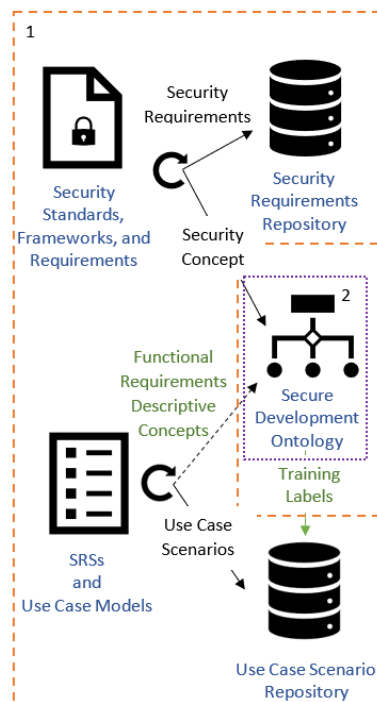 1
Security
Requirements
Security
Standards,
Frameworks, and
Requirements
Security
Requirements
Repository
Security
Concept
2
Functional
Requirements
Descriptive
Concepts
Secure
Development
Ontology
Training
Labels
Use Case
Scenarios
SRSs
and
Use Case Models
Use Case Scenario
Repository